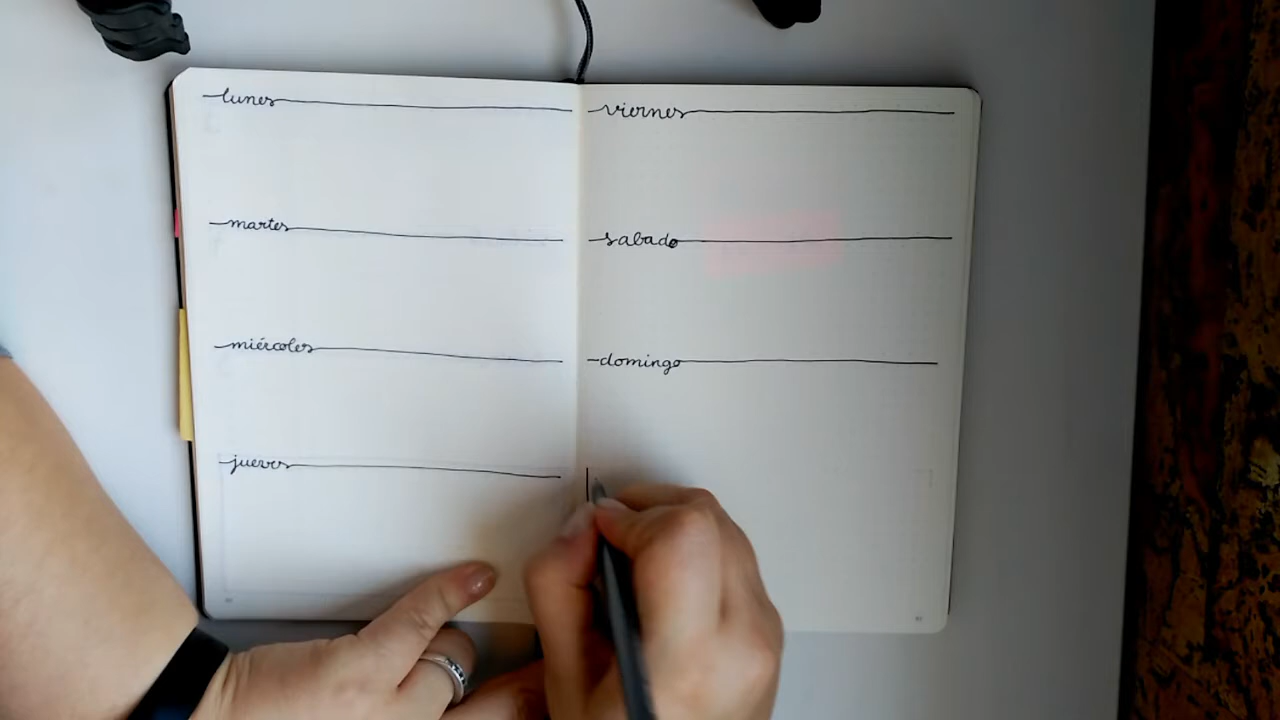 lunes
martes
miércoles
jueves
viernes
sabado
domingo